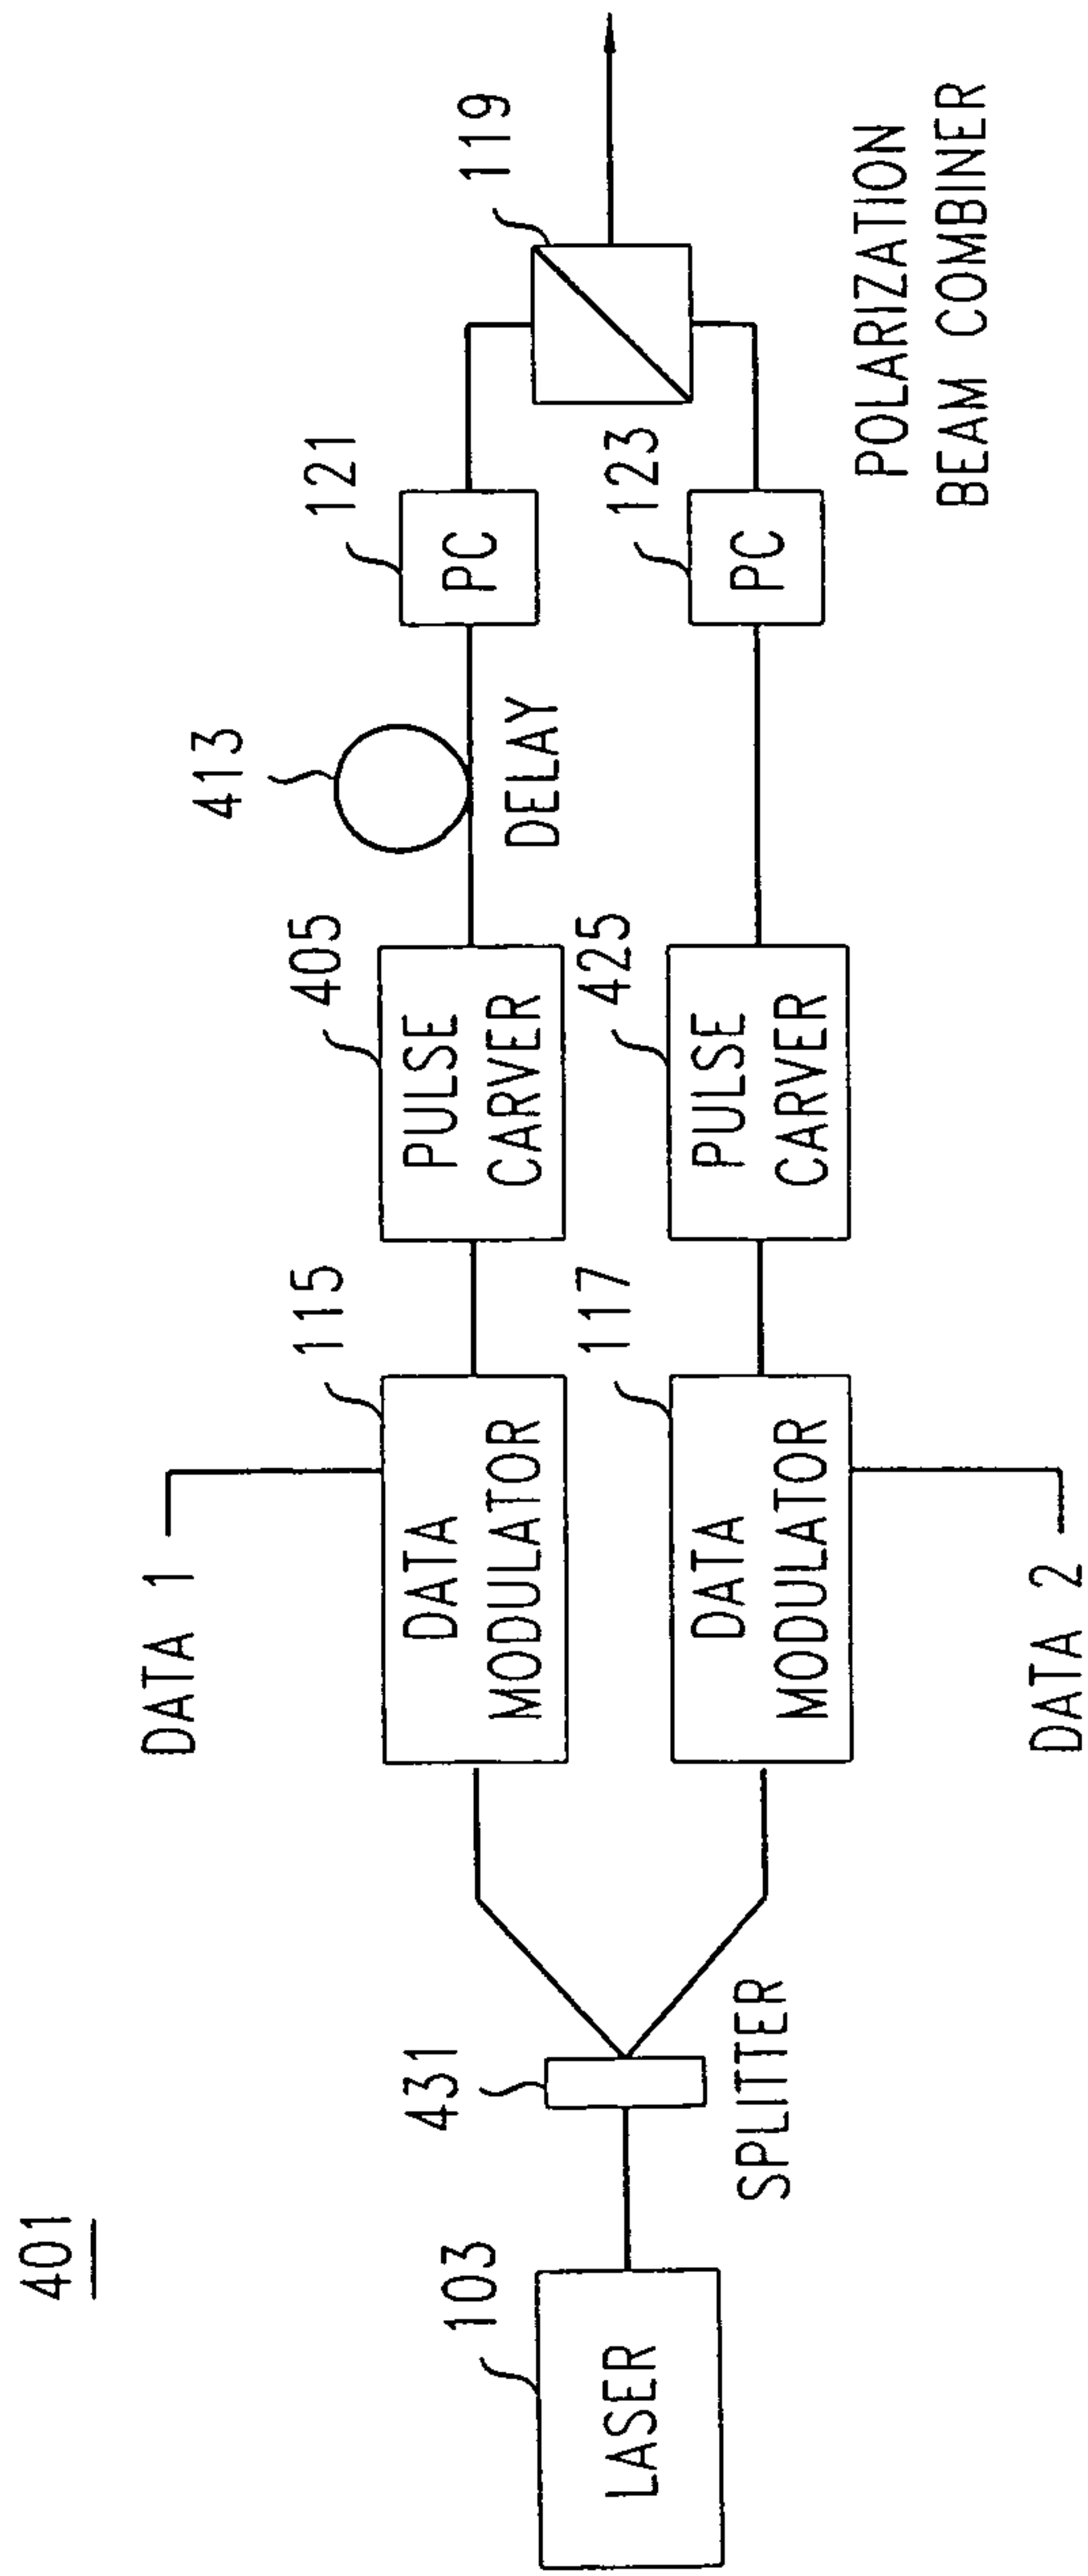 401
LASER
103
431
SPLITTER
DATA 1
DATA
MODULATOR
115
DATA
MODULATOR
117
DATA 2
PULSE
CARVER
405
PULSE
CARVER
425
413
DELAY
PC
121
PC
123
119
POLARIZATION
BEAM COMBINER